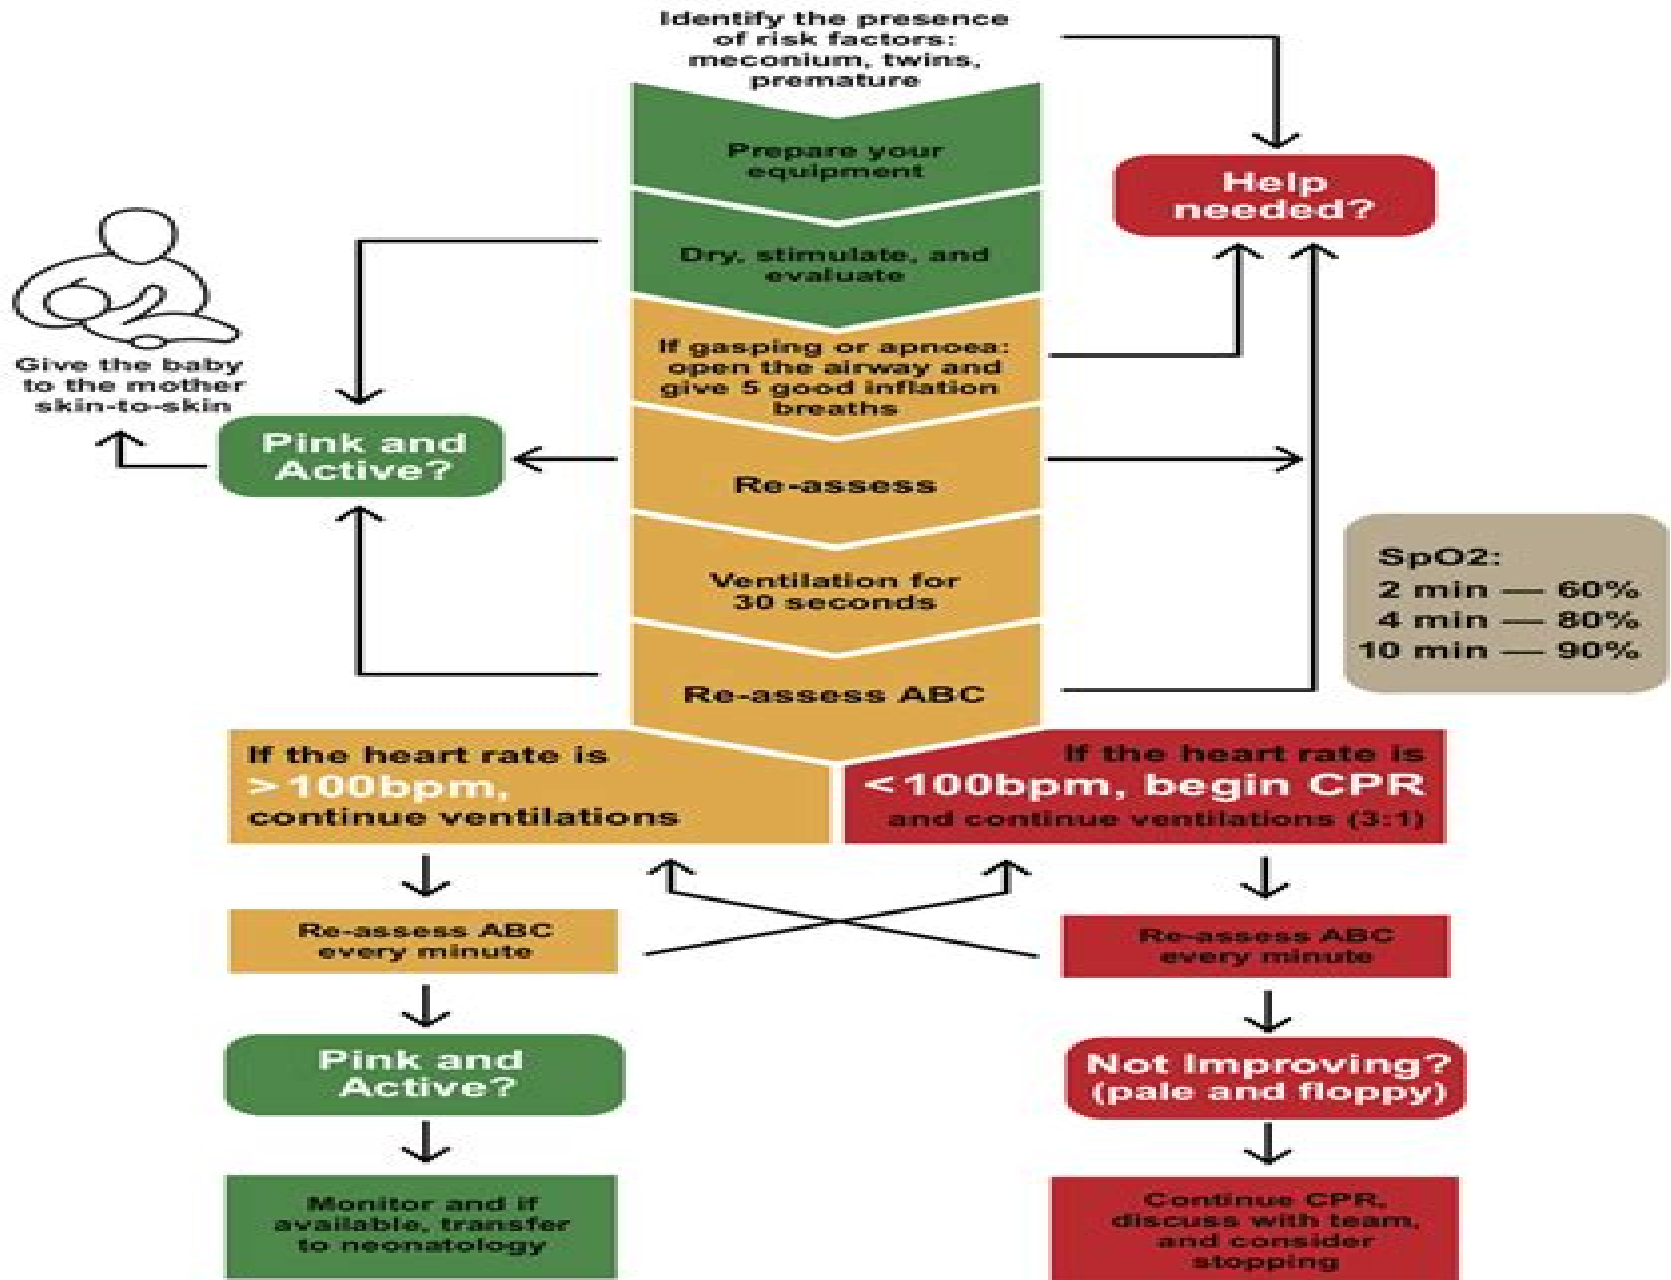 Identify the presence
of risk factors:
meconium, twins,
premature
Prepare your
equipment
Help
needed?
Dry, stimulate, and
evaluate
If gasping or apnoea:
open the airway and
give 5 good inflation
breaths
Give the baby
to the mother
skin-to-skin
Pink and
Active?
Re-assess
Ventilation for
30 seconds
SpO2:
2 min — 60%
4 min — 80%
10 min — 90%
Re-assess ABC
If the heart rate is
>100bpm,
continue ventilations
If the heart rate is
<100bpm, begin CPR
and continue ventilations (3:1)
Re-assess ABC
every minute
Re-assess ABC
every minute
Pink and
Active?
Not Improving?
(pale and floppy)
Monitor and if
available, transfer
to neonatology
Continue CPR,
discuss with team,
and consider
stopping